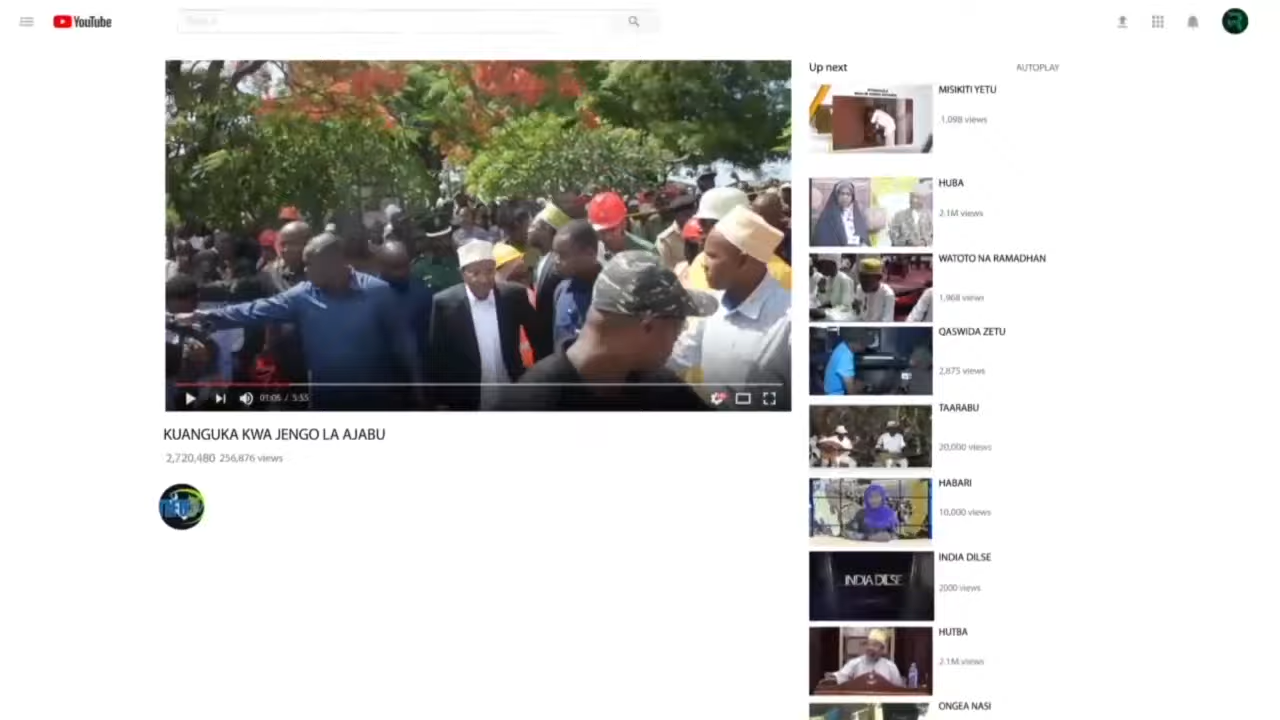 YouTube
KUANGUKA KWA JENGO LA AJABU
2,720,480 256,876 views
01:05 / 5:55
Up next
AUTOPLAY
MISIKITI YETU
1,098 views
HUBA
2.1M views
WATOTO NA RAMADHAN
1,968 views
QASWIDA ZETU
2,875 views
TAARABU
20,000 views
HABARI
10,000 views
INDIA DILSE
INDIA DILSE
2000 views
HUTBA
2.1M views
ONGEA NASI